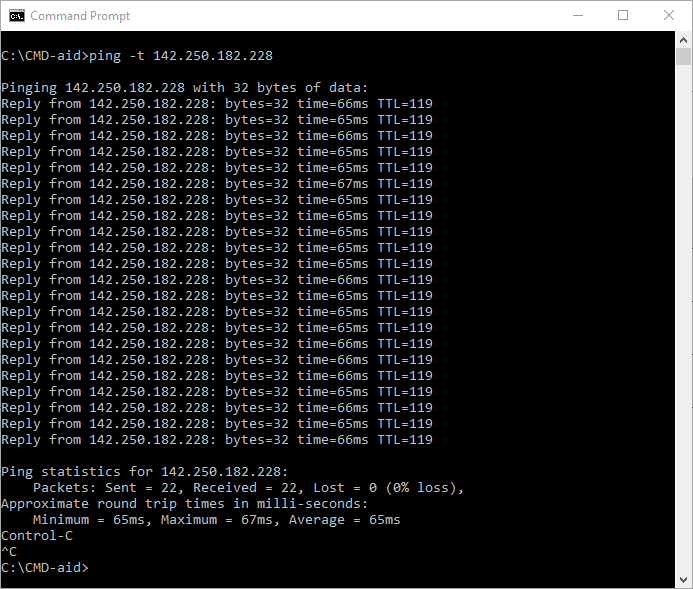 Command Prompt
C:\CMD-aid>ping -t 142.250.182.228
Pinging 142.250.182.228 with 32 bytes of data:
Reply from 142.250.182.228: bytes=32 time=66ms TTL=119
Reply from 142.250.182.228: bytes=32 time=65ms TTL=119
Reply from 142.250.182.228: bytes=32 time=66ms TTL=119
Reply from 142.250.182.228: bytes=32 time=65ms TTL=119
Reply from 142.250.182.228: bytes=32 time=65ms TTL=119
Reply from 142.250.182.228: bytes=32 time=67ms TTL=119
Reply from 142.250.182.228: bytes=32 time=65ms TTL=119
Reply from 142.250.182.228: bytes=32 time=65ms TTL=119
Reply from 142.250.182.228: bytes=32 time=65ms TTL=119
Reply from 142.250.182.228: bytes=32 time=66ms TTL=119
Reply from 142.250.182.228: bytes=32 time=65ms TTL=119
Reply from 142.250.182.228: bytes=32 time=66ms TTL=119
Reply from 142.250.182.228: bytes=32 time=65ms TTL=119
Reply from 142.250.182.228: bytes=32 time=65ms TTL=119
Reply from 142.250.182.228: bytes=32 time=65ms TTL=119
Reply from 142.250.182.228: bytes=32 time=66ms TTL=119
Reply from 142.250.182.228: bytes=32 time=66ms TTL=119
Reply from 142.250.182.228: bytes=32 time=66ms TTL=119
Reply from 142.250.182.228: bytes=32 time=65ms TTL=119
Reply from 142.250.182.228: bytes=32 time=66ms TTL=119
Reply from 142.250.182.228: bytes=32 time=65ms TTL=119
Reply from 142.250.182.228: bytes=32 time=66ms TTL=119
Ping statistics for 142.250.182.228:
    Packets: Sent = 22, Received = 22, Lost = 0 (0% loss),
Approximate round trip times in milli-seconds:
    Minimum = 65ms, Maximum = 67ms, Average = 65ms
Control-C
^C
C:\CMD-aid>